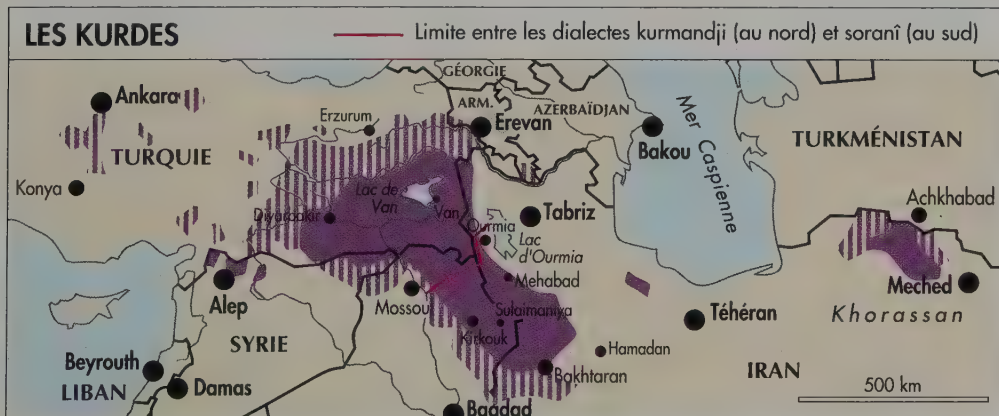 LES KURDES
Limite entre les dialectes kurmandji (au nord) et soranî (au sud)
GÉORGIE
ARM.
AZERBAÏDJAN
Ankara
Erzurum
Erevan
Bakou
Mer Caspienne
TURKMÉNISTAN
TURQUIE
Konya
Lac de
Van
Van
Diyarbakir
Tabriz
Ourmia
Lac
d'Ourmia
Achkhabad
Meched
Khorassan
Alep
Mossoul
Mehabad
Sulaimaniya
Kirkouk
Téhéran
SYRIE
Hamadan
Bakhtaran
IRAN
Beyrouth
LIBAN
Damas
Bagdad
500 km